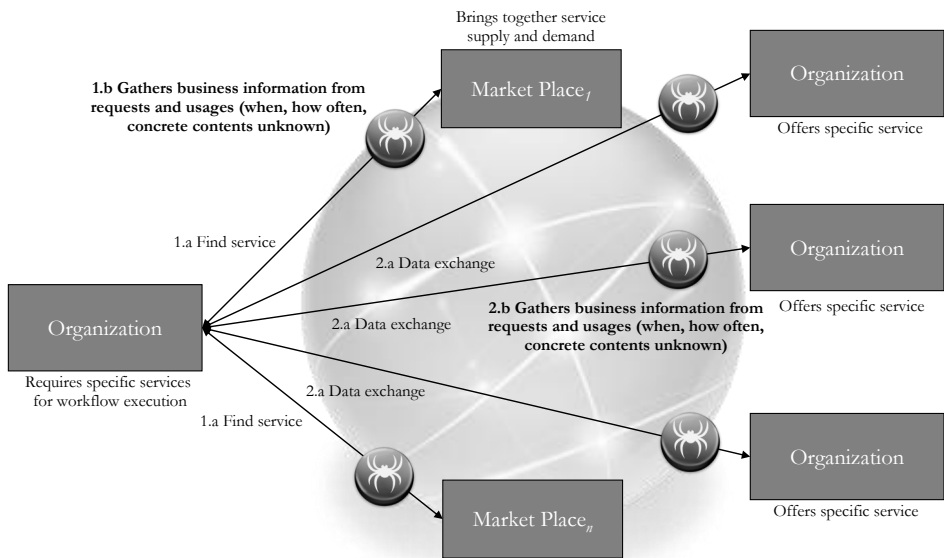 Brings together service
supply and demand
Market Place1
Organization
Offers specific service
1.b Gathers business information from
requests and usages (when, how often,
concrete contents unknown)
1.a Find service
2.a Data exchange
Organization
Offers specific service
Organization
Requires specific services
for workflow execution
2.a Data exchange
2.b Gathers business information from
requests and usages (when, how often,
concrete contents unknown)
2.a Data exchange
1.a Find service
Organization
Offers specific service
Market Placen